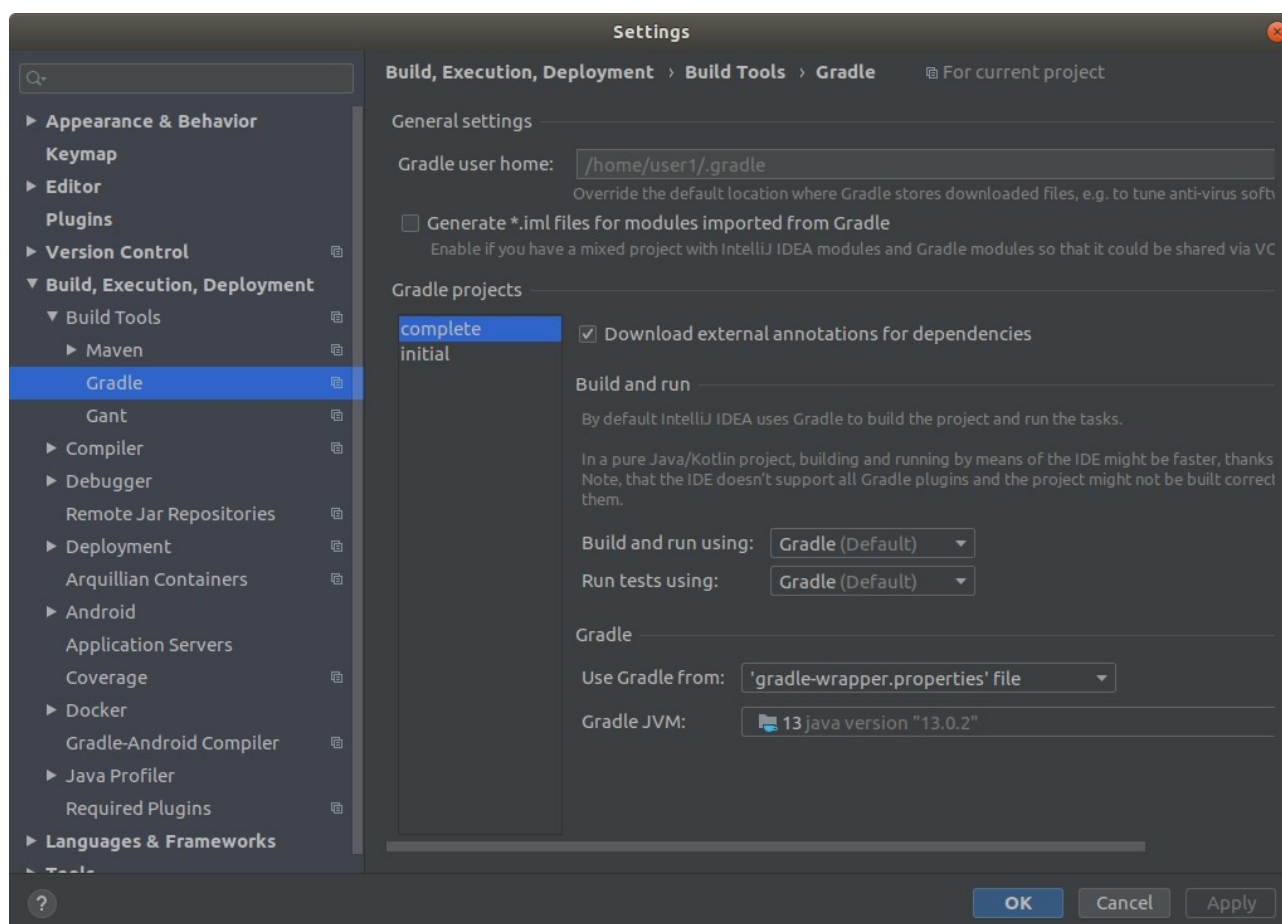 Settings
Build, Execution, Deployment › Build Tools › Gradle For current project
Appearance & Behavior
Keymap
Editor
Plugins
Version Control
Build, Execution, Deployment
Build Tools
Maven
Gradle
Gant
Compiler
Debugger
Remote Jar Repositories
Deployment
Arquillian Containers
Android
Application Servers
Coverage
Docker
Gradle-Android Compiler
Java Profiler
Required Plugins
Languages & Frameworks
Tools
General settings
Gradle user home: /home/user1/.gradle
Override the default location where Gradle stores downloaded files, e.g. to tune anti-virus soft
Generate *.iml files for modules imported from Gradle
Enable if you have a mixed project with IntelliJ IDEA modules and Gradle modules so that it could be shared via VC
Gradle projects
complete
initial
Download external annotations for dependencies
Build and run
By default IntelliJ IDEA uses Gradle to build the project and run the tasks.
In a pure Java/Kotlin project, building and running by means of the IDE might be faster, thanks
Note, that the IDE doesn't support all Gradle plugins and the project might not be built correct
them.
Build and run using: Gradle (Default)
Run tests using: Gradle (Default)
Gradle
Use Gradle from: 'gradle-wrapper.properties' file
Gradle JVM: 13 java version "13.0.2"
? OK Cancel Apply